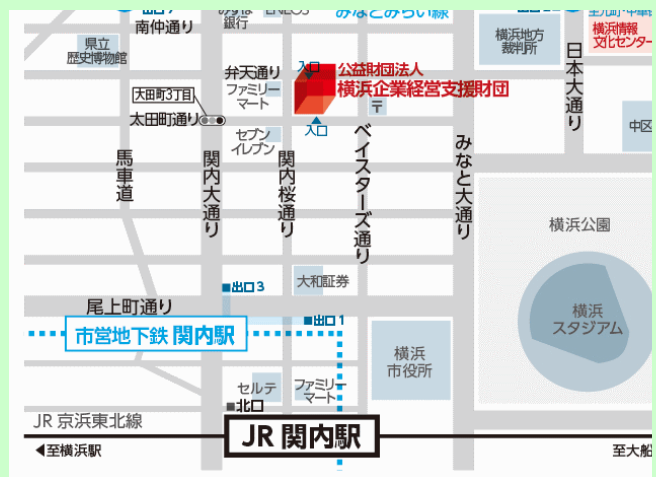 みなとみらい線
南仲通り
銀行
県立
歴史博物館
横浜地方
裁判所
横浜情報
文化センター
日本大通り
弁天通り
入口
公益財団法人
横浜企業経営支援財団
ファミリー
マート
〒
大田町3丁目
太田町通り
入口
セブン
イレブン
中区
馬車道
関内大通り
関内桜通り
ベイスターズ通り
みなと大通り
横浜公園
横浜
スタジアム
■出口3
大和証券
尾上町通り
■出口1
市営地下鉄 関内駅
横浜
市役所
セルテ
ファミリー
マート
■北口
JR 京浜東北線
JR 関内駅
◀至横浜駅
至大船